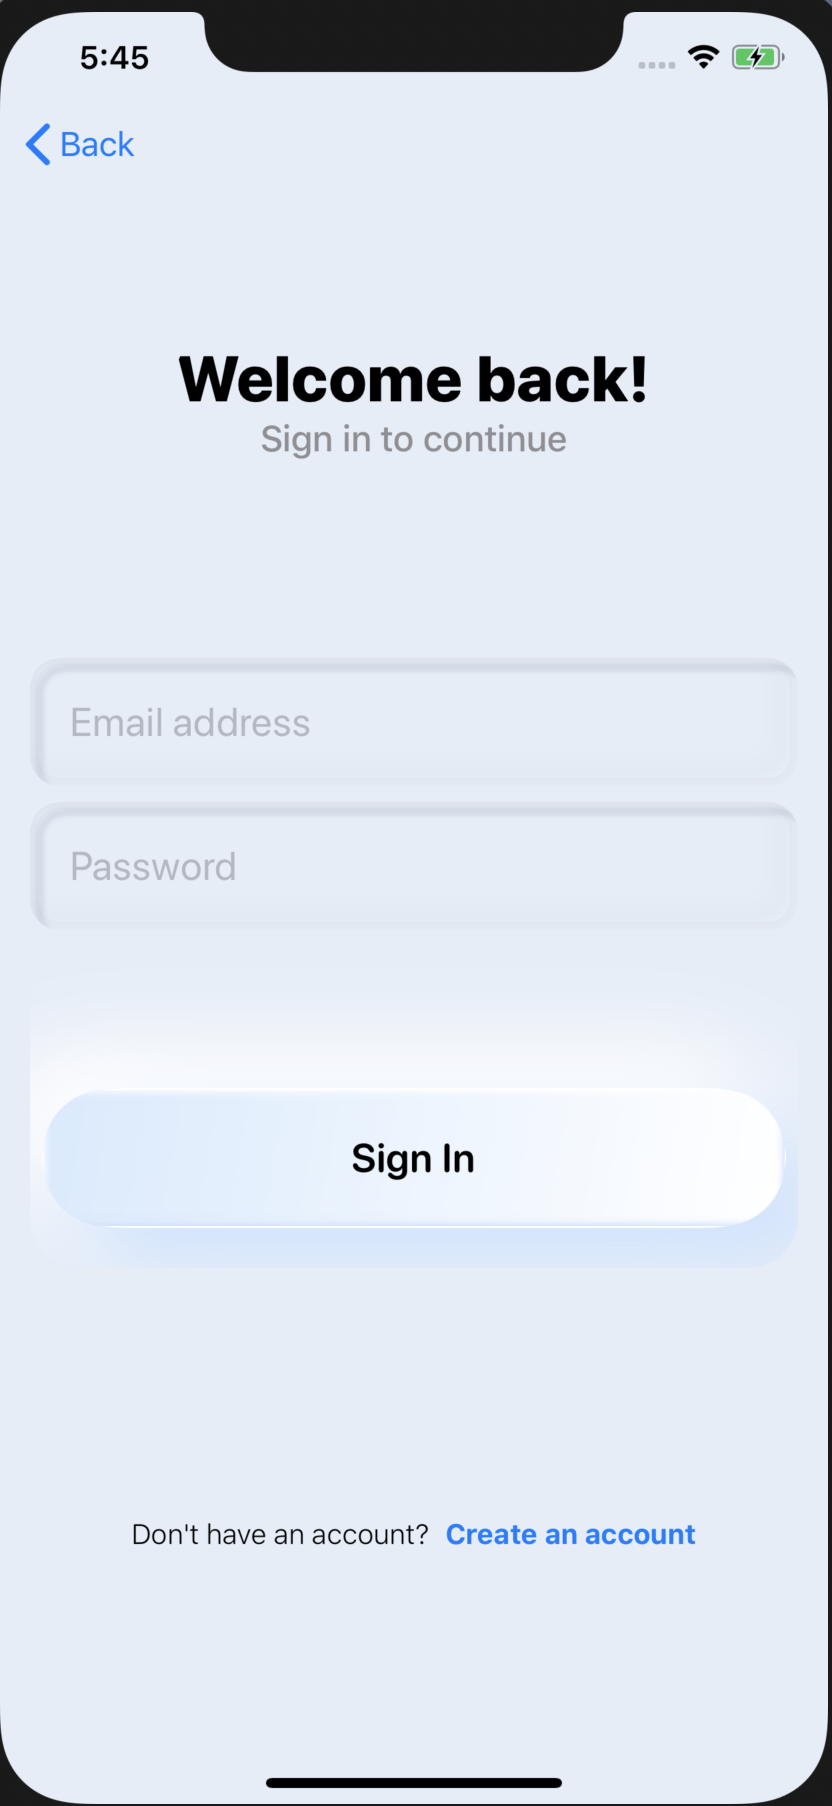 5:45
Back
Welcome back!
Sign in to continue
Email address
Password
Sign In
Don't have an account? Create an account